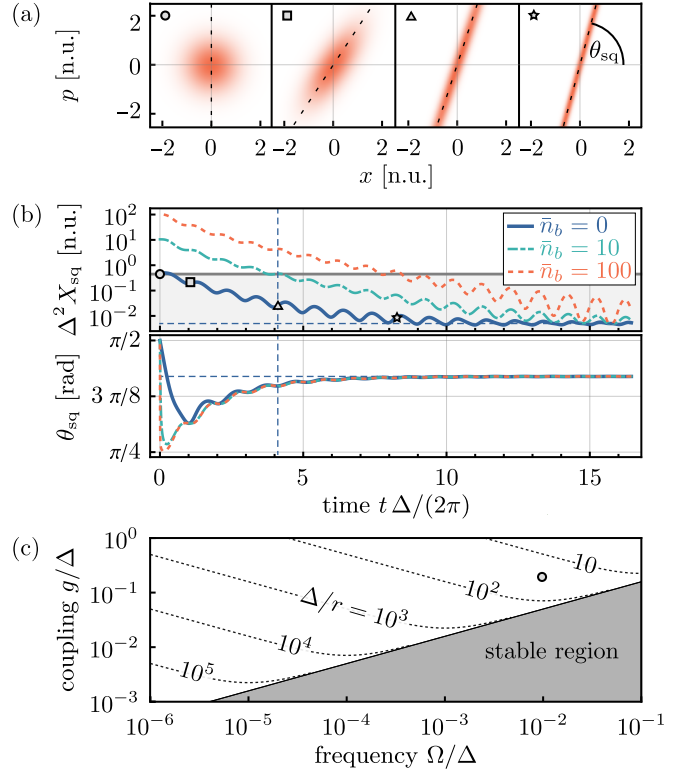 (a)
p [n.u.]
2
0
−2
θsq
−2 0 2 −2 0 2 −2 0 2 −2 0 2
x [n.u.]
(b)
Δ² Xsq [n.u.]
10²
10¹
10⁰
10⁻¹
10⁻²
n̄b = 0
n̄b = 10
n̄b = 100
θsq [rad]
π/2
3 π/8
π/4
0 5 10 15
time t Δ/(2π)
(c)
coupling g/Δ
10⁰
10⁻¹
10⁻²
10⁻³
10
10²
Δ/r = 10³
10⁴
10⁵
stable region
10⁻⁶ 10⁻⁵ 10⁻⁴ 10⁻³ 10⁻² 10⁻¹
frequency Ω/Δ